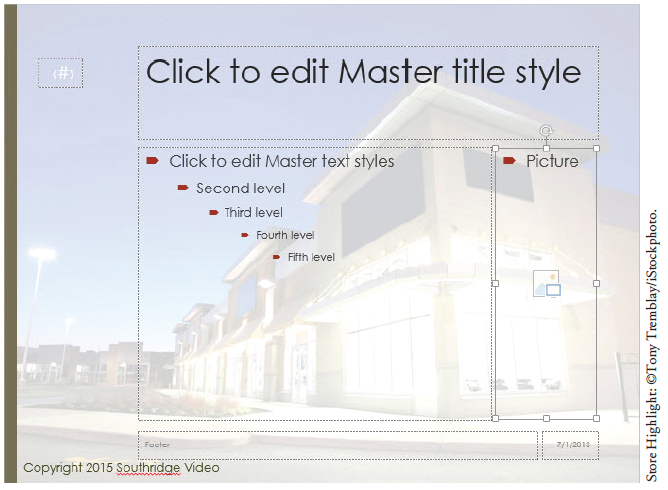 Click to edit Master title style
(#)
Click to edit Master text styles
Second level
Third level
Fourth level
Fifth level
Picture
Footer
7/1/2015
Copyright 2015 Southridge Video
Store Highlight: ©Tony Tremblay/iStockphoto.